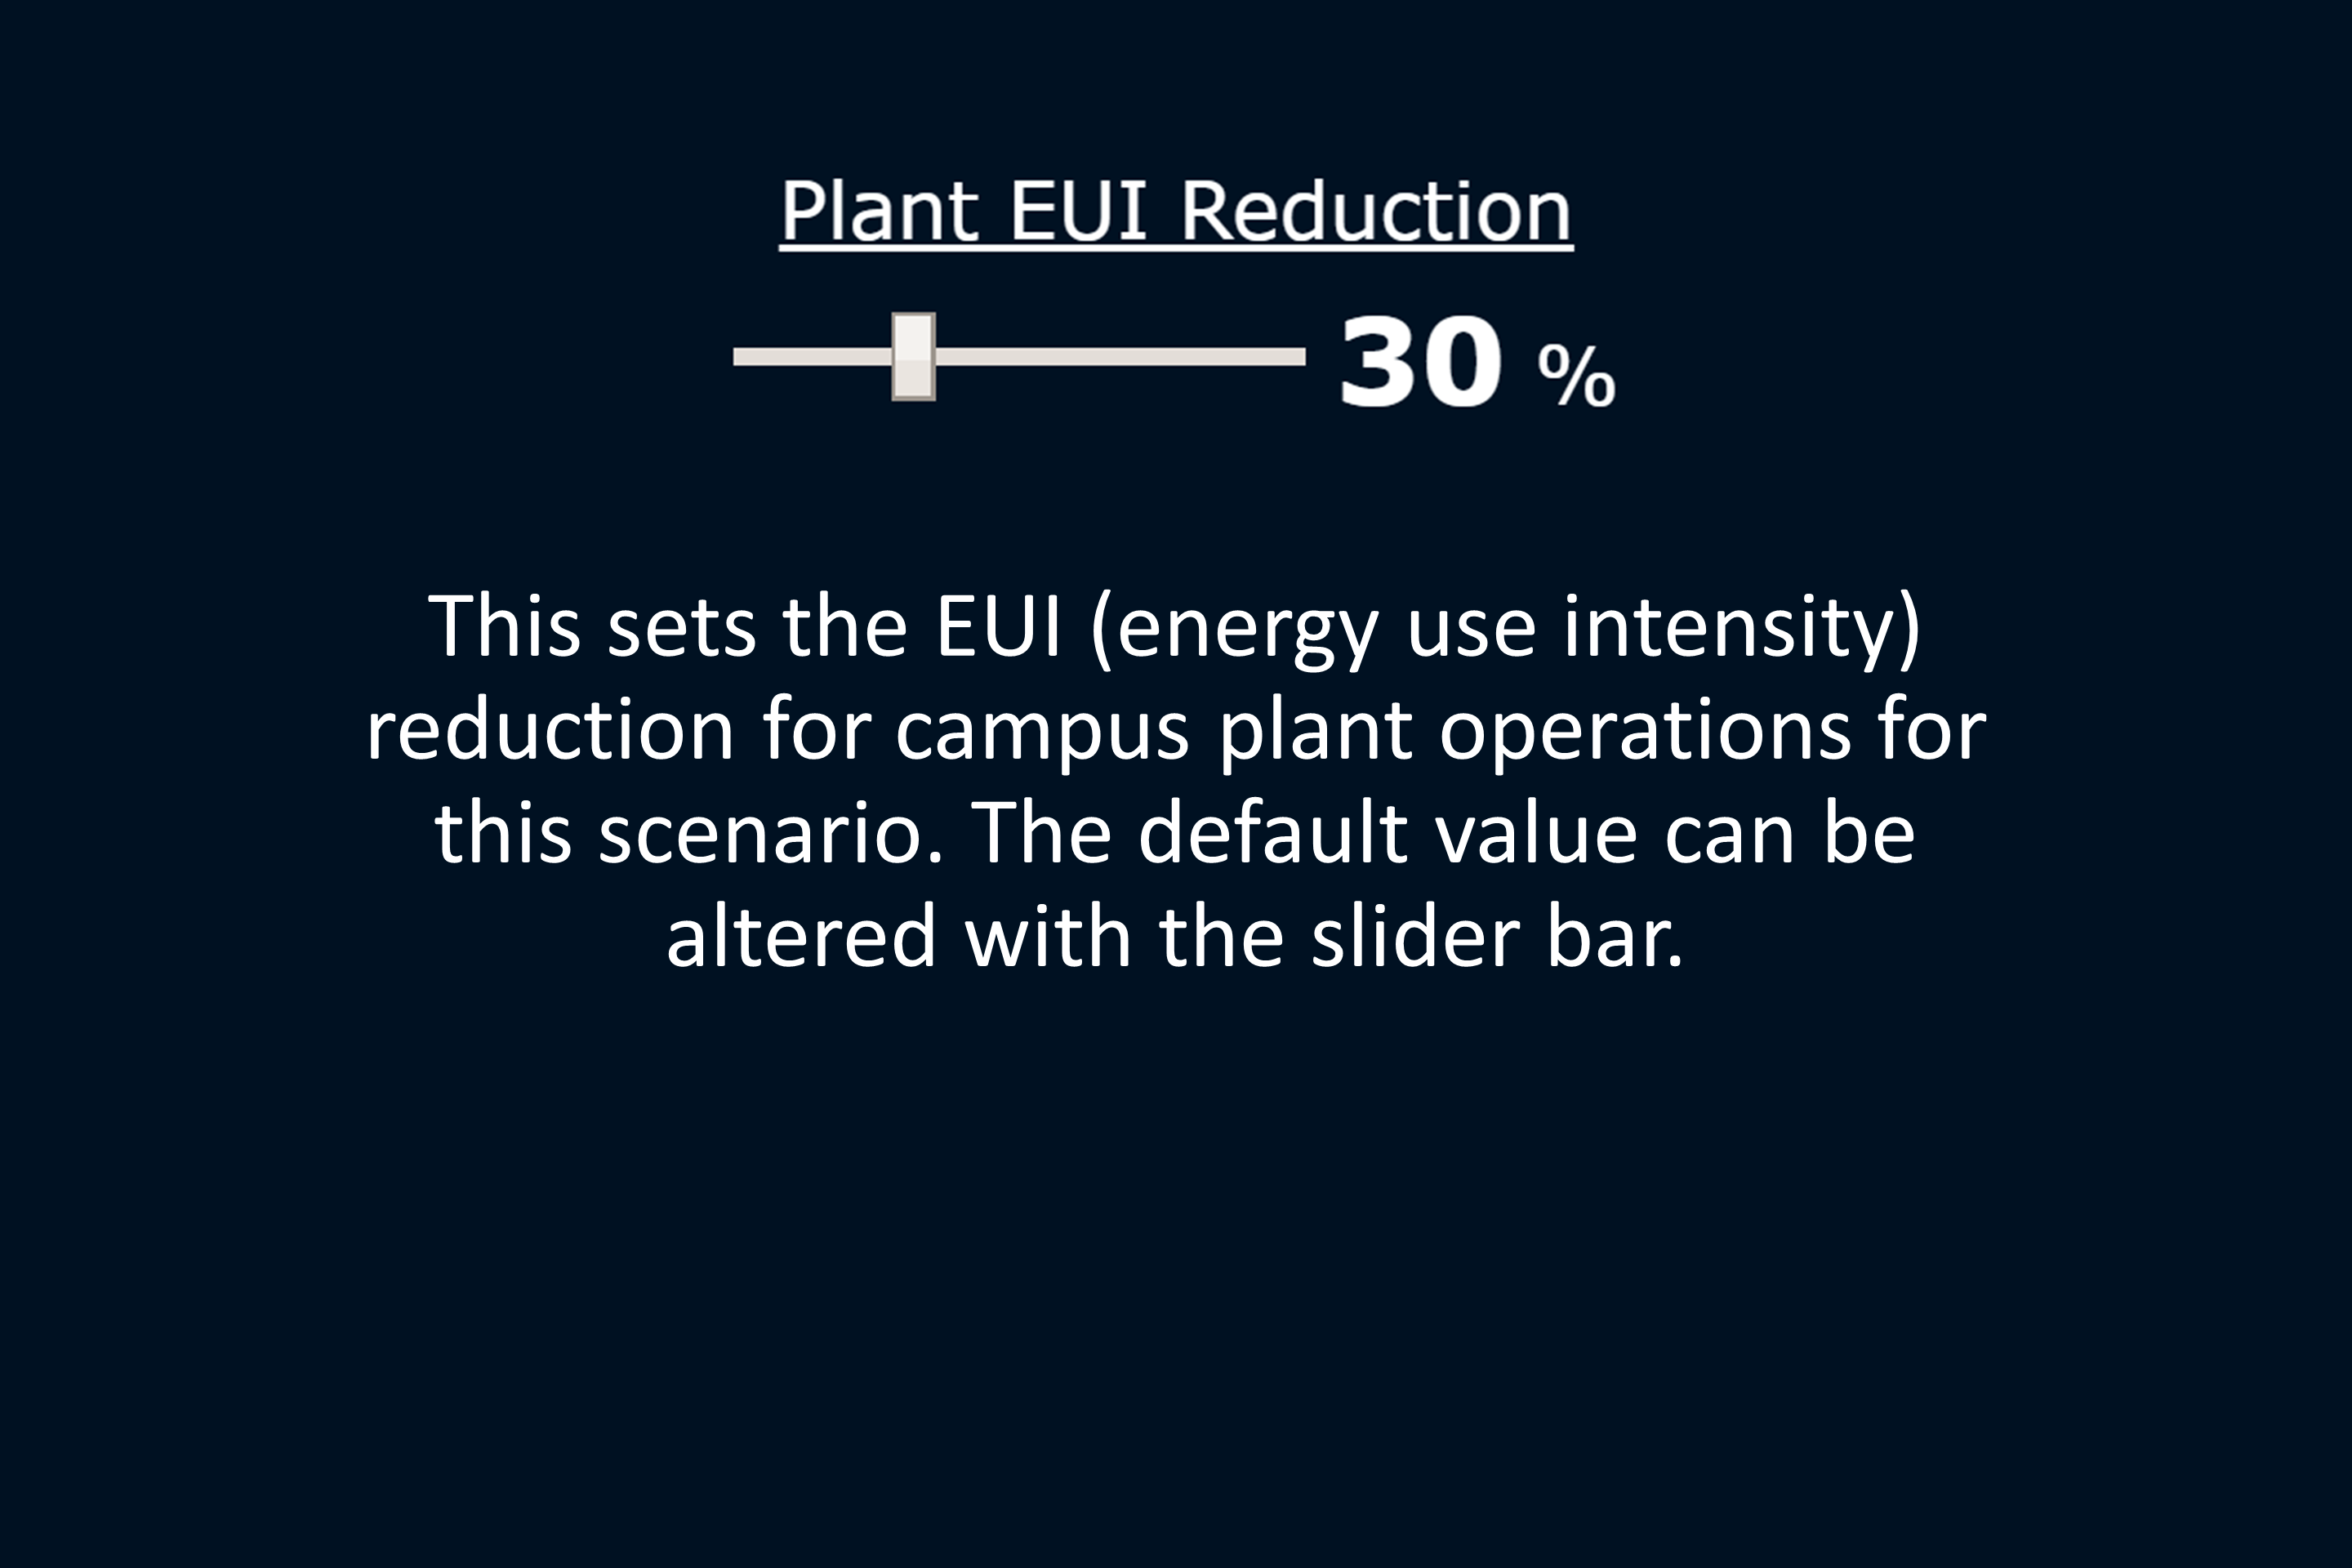 Plant EUI Reduction
30 %
This sets the EUI (energy use intensity)
reduction for campus plant operations for
this scenario. The default value can be
altered with the slider bar.